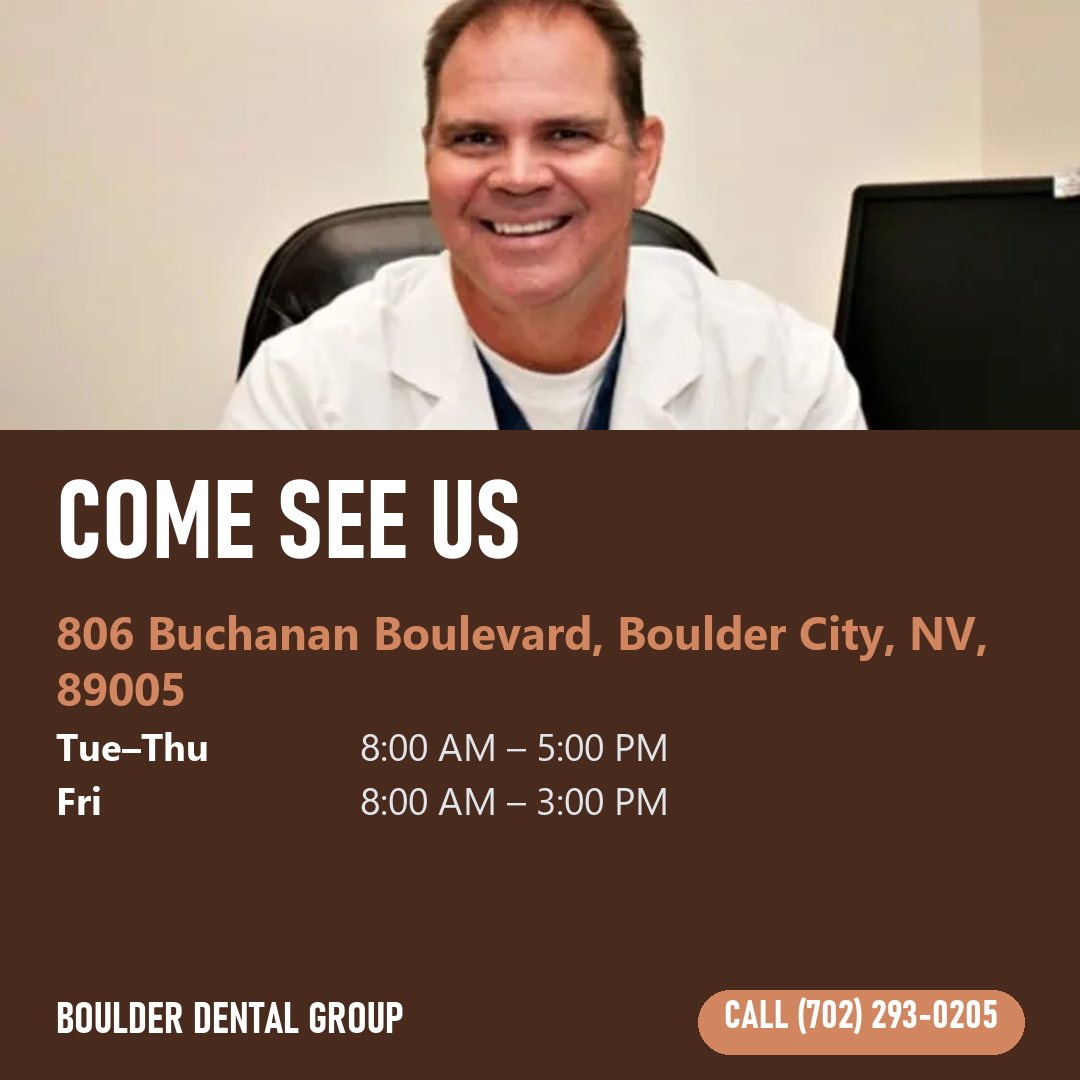 COME SEE US
806 Buchanan Boulevard, Boulder City, NV,
89005
Tue–Thu 8:00 AM – 5:00 PM
Fri 8:00 AM – 3:00 PM
BOULDER DENTAL GROUP
CALL (702) 293-0205